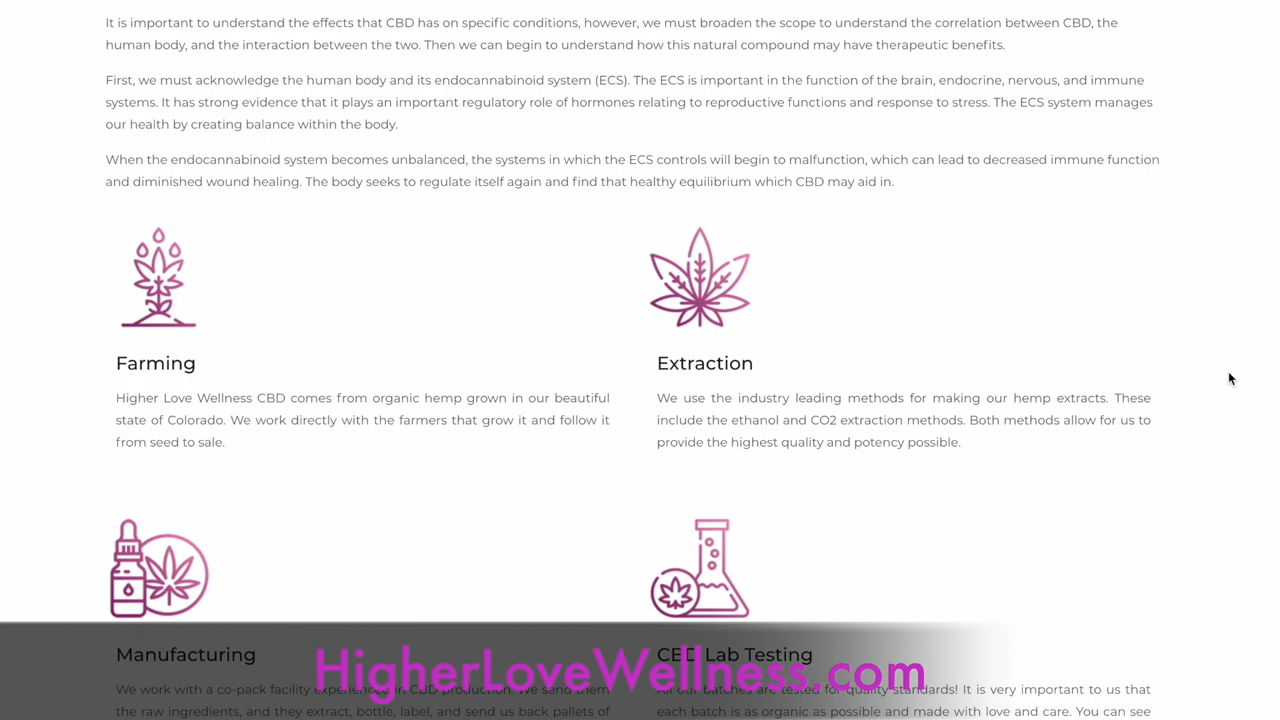 It is important to understand the effects that CBD has on specific conditions, however, we must broaden the scope to understand the correlation between CBD, the
human body, and the interaction between the two. Then we can begin to understand how this natural compound may have therapeutic benefits.
First, we must acknowledge the human body and its endocannabinoid system (ECS). The ECS is important in the function of the brain, endocrine, nervous, and immune
systems. It has strong evidence that it plays an important regulatory role of hormones relating to reproductive functions and response to stress. The ECS system manages
our health by creating balance within the body.
When the endocannabinoid system becomes unbalanced, the systems in which the ECS controls will begin to malfunction, which can lead to decreased immune function
and diminished wound healing. The body seeks to regulate itself again and find that healthy equilibrium which CBD may aid in.
Farming
Higher Love Wellness CBD comes from organic hemp grown in our beautiful
state of Colorado. We work directly with the farmers that grow it and follow it
from seed to sale.
Extraction
We use the industry leading methods for making our hemp extracts. These
include the ethanol and CO2 extraction methods. Both methods allow for us to
provide the highest quality and potency possible.
Manufacturing
We work with a co-pack facility experienced in CBD production. We send them
the raw ingredients, and they extract, bottle, label, and send us back pallets of
CBD Lab Testing
All our batches are tested for quality standards! It is very important to us that
each batch is as organic as possible and made with love and care. You can see
HigherLoveWellness.com